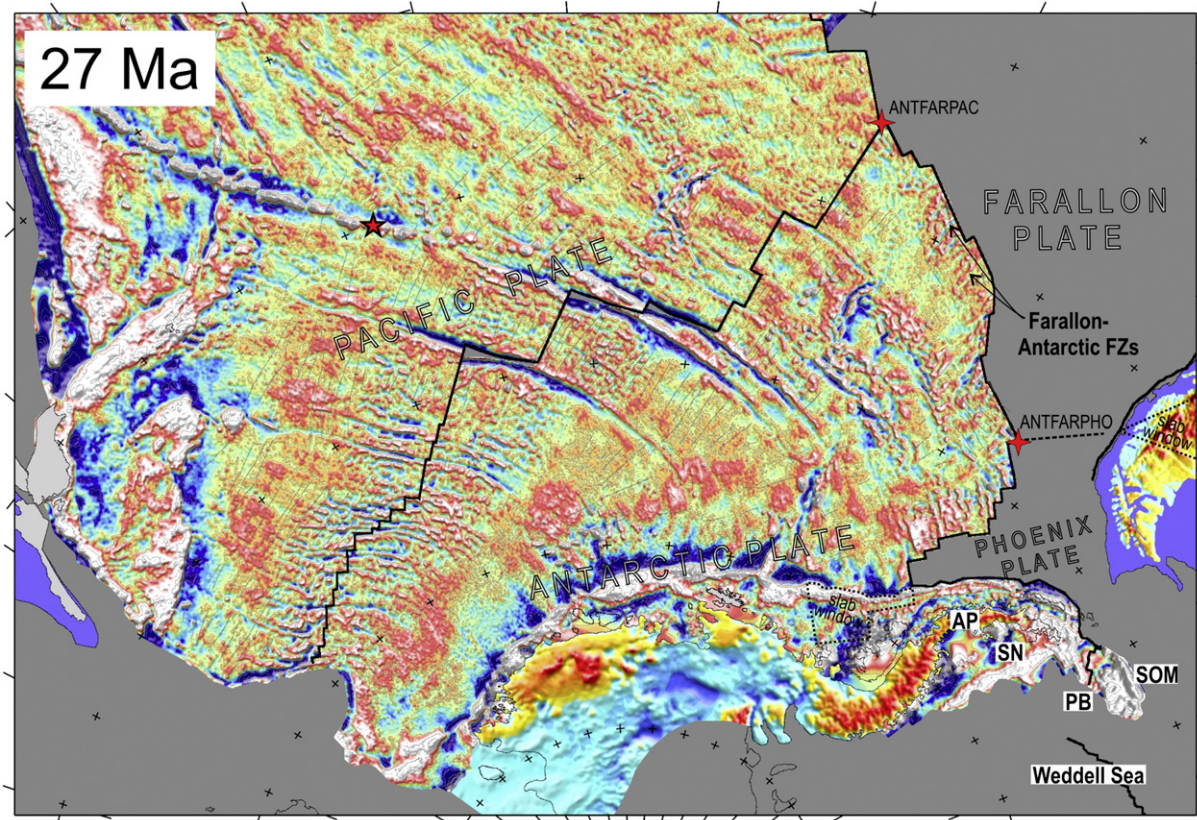 27 Ma
ANTFARPAC
FARALLON
PLATE
PACIFIC PLATE
Farallon-
Antarctic FZs
ANTFARPHO
slab
window
PHOENIX
PLATE
ANTARCTIC PLATE
slab
window
AP
SN
SOM
PB
Weddell Sea